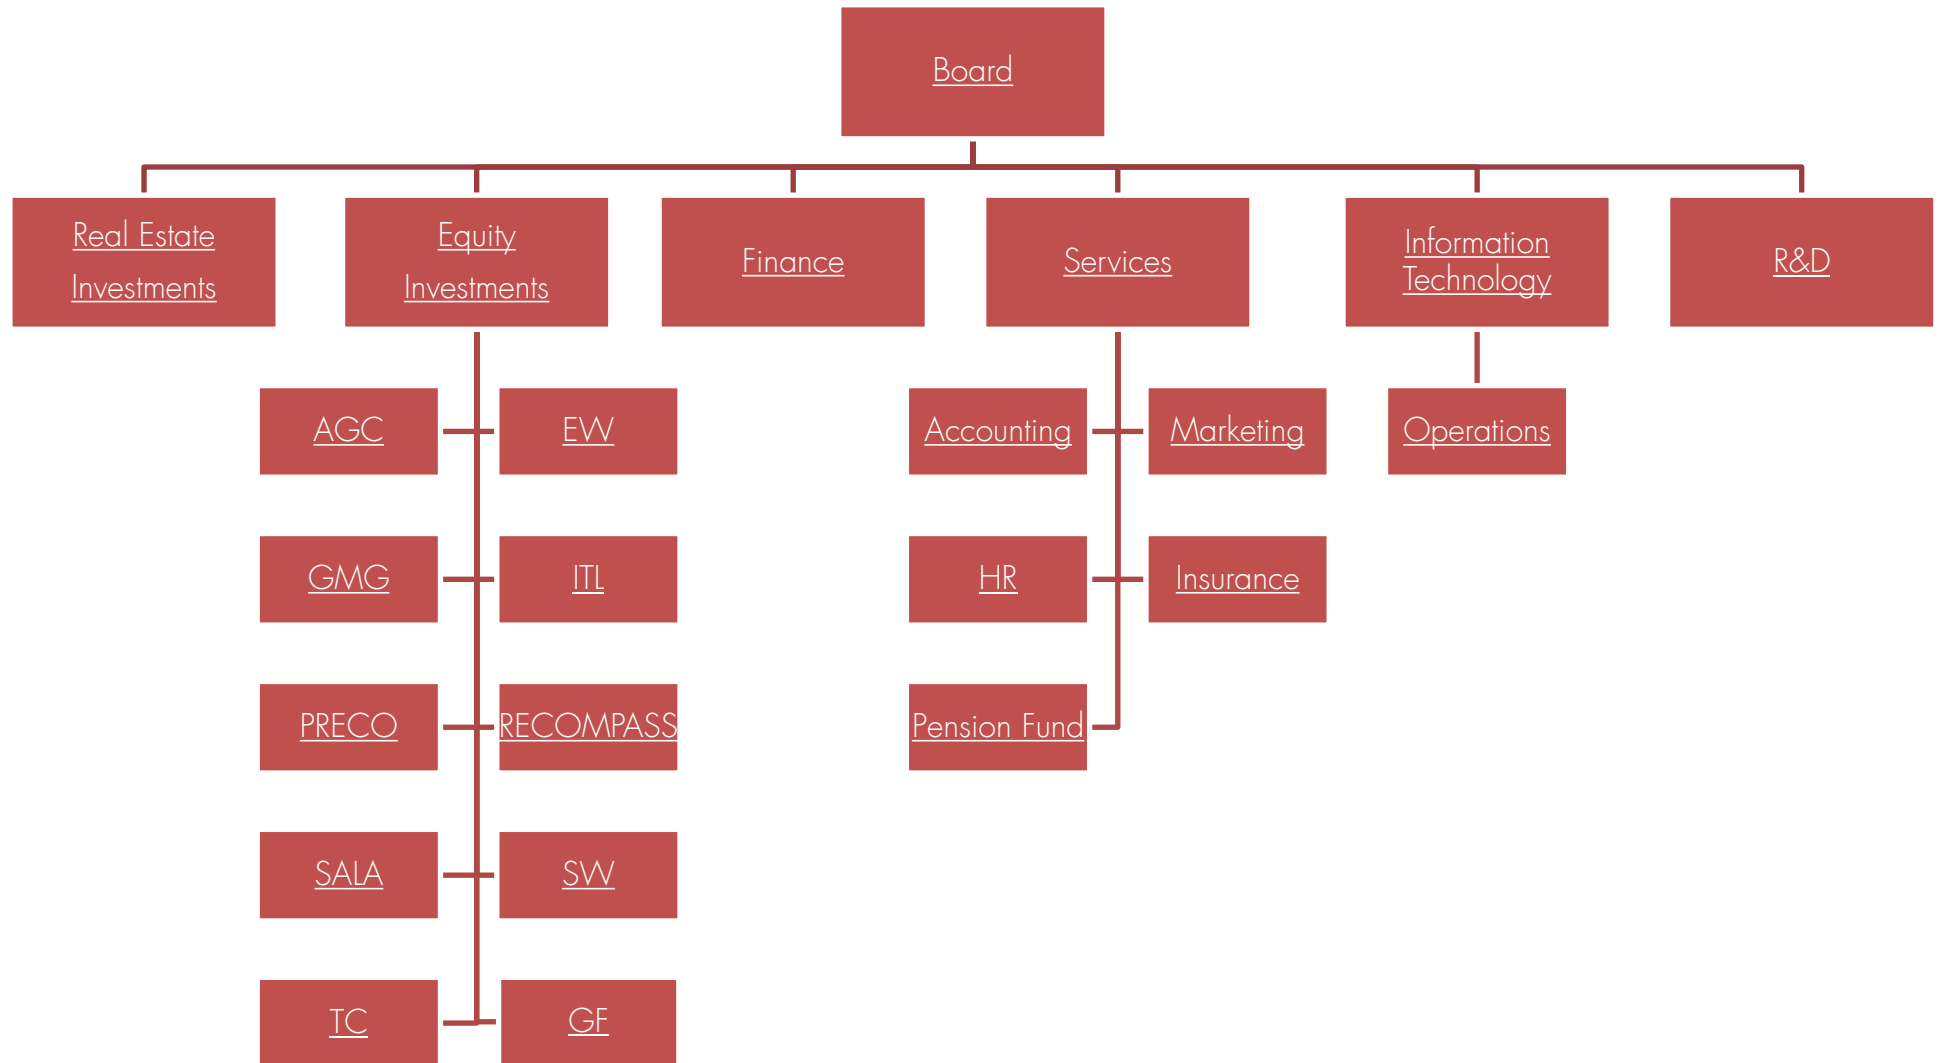 Board
Real Estate
Investments
Equity
Investments
Finance
Services
Information
Technology
R&D
AGC
EW
Accounting
Marketing
Operations
GMG
ITL
HR
Insurance
PRECO
RECOMPASS
Pension Fund
SALA
SW
TC
GF